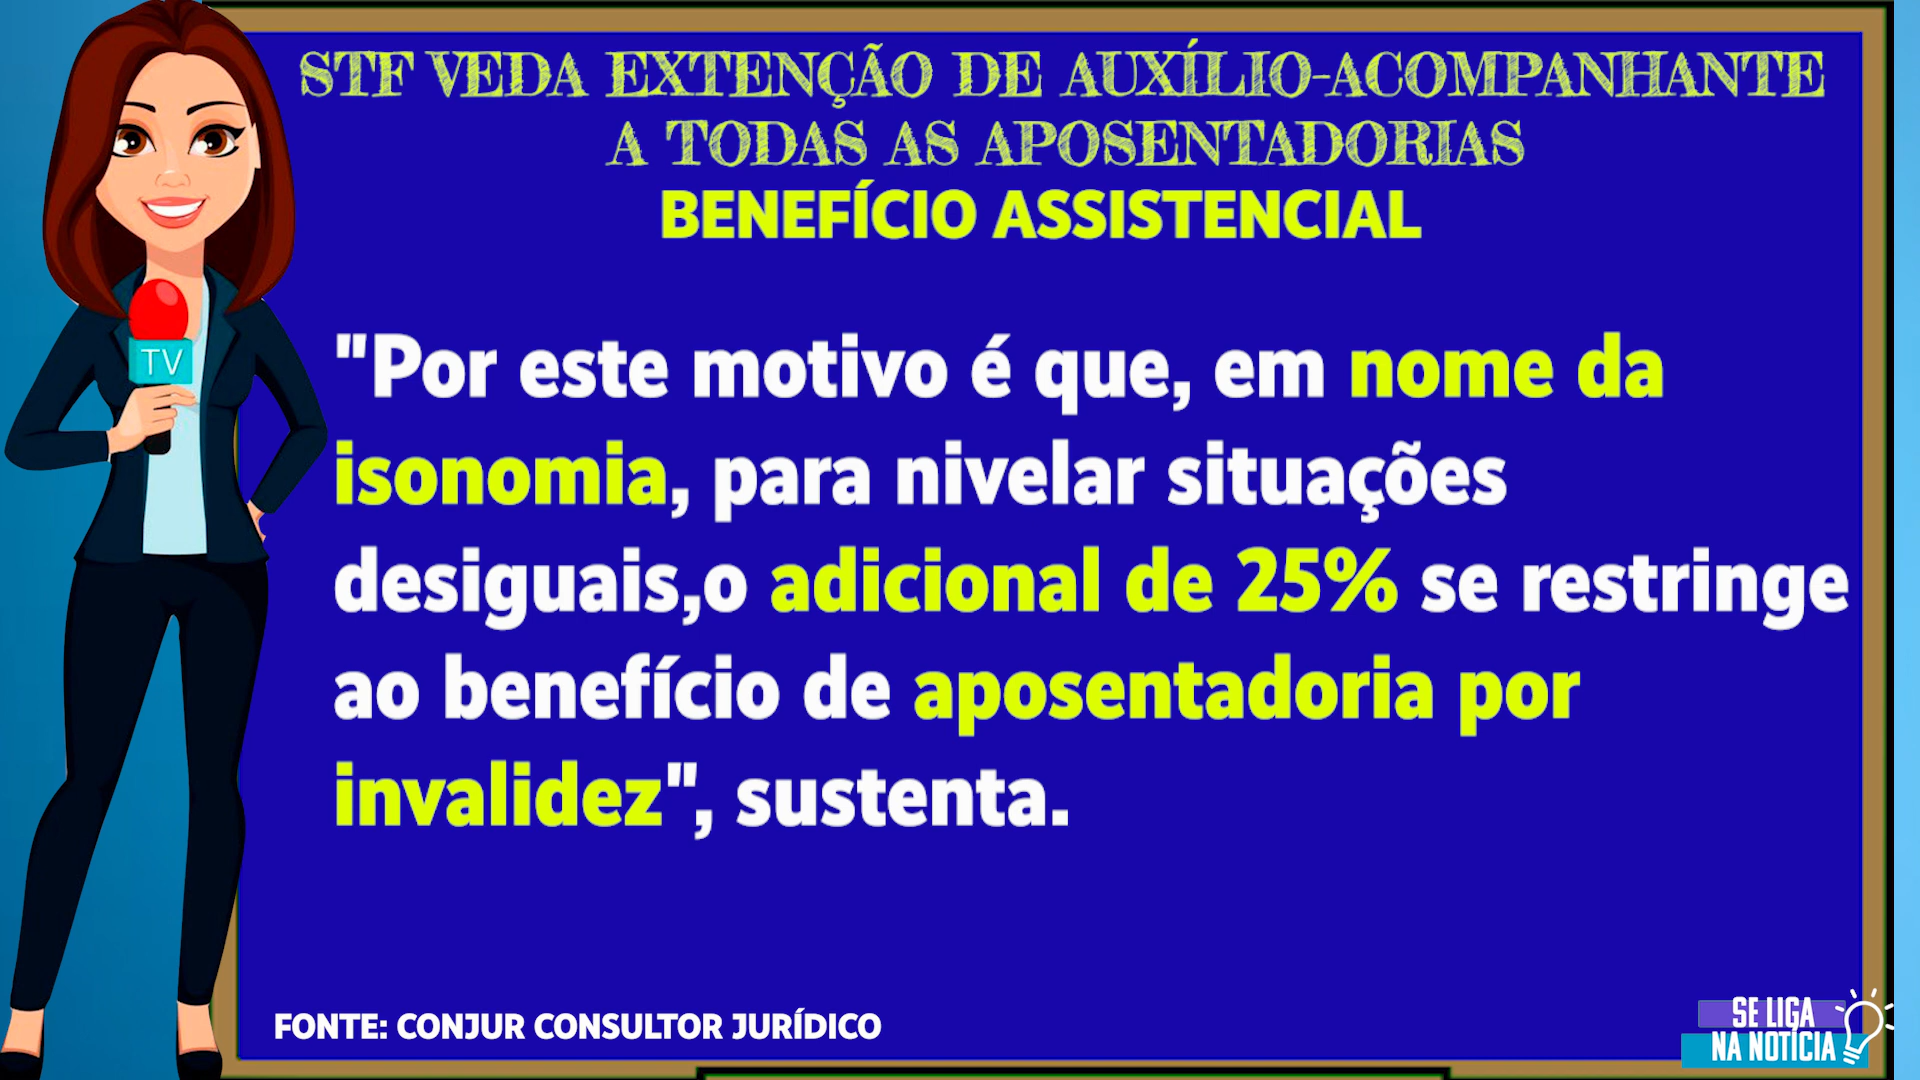 STF VEDA EXTENÇÃO DE AUXÍLIO-ACOMPANHANTE
A TODAS AS APOSENTADORIAS
BENEFÍCIO ASSISTENCIAL
TV
"Por este motivo é que, em nome da
isonomia, para nivelar situações
desiguais,o adicional de 25% se restringe
ao benefício de aposentadoria por
invalidez", sustenta.
FONTE: CONJUR CONSULTOR JURÍDICO
SE LIGA
NA NOTÍCIA